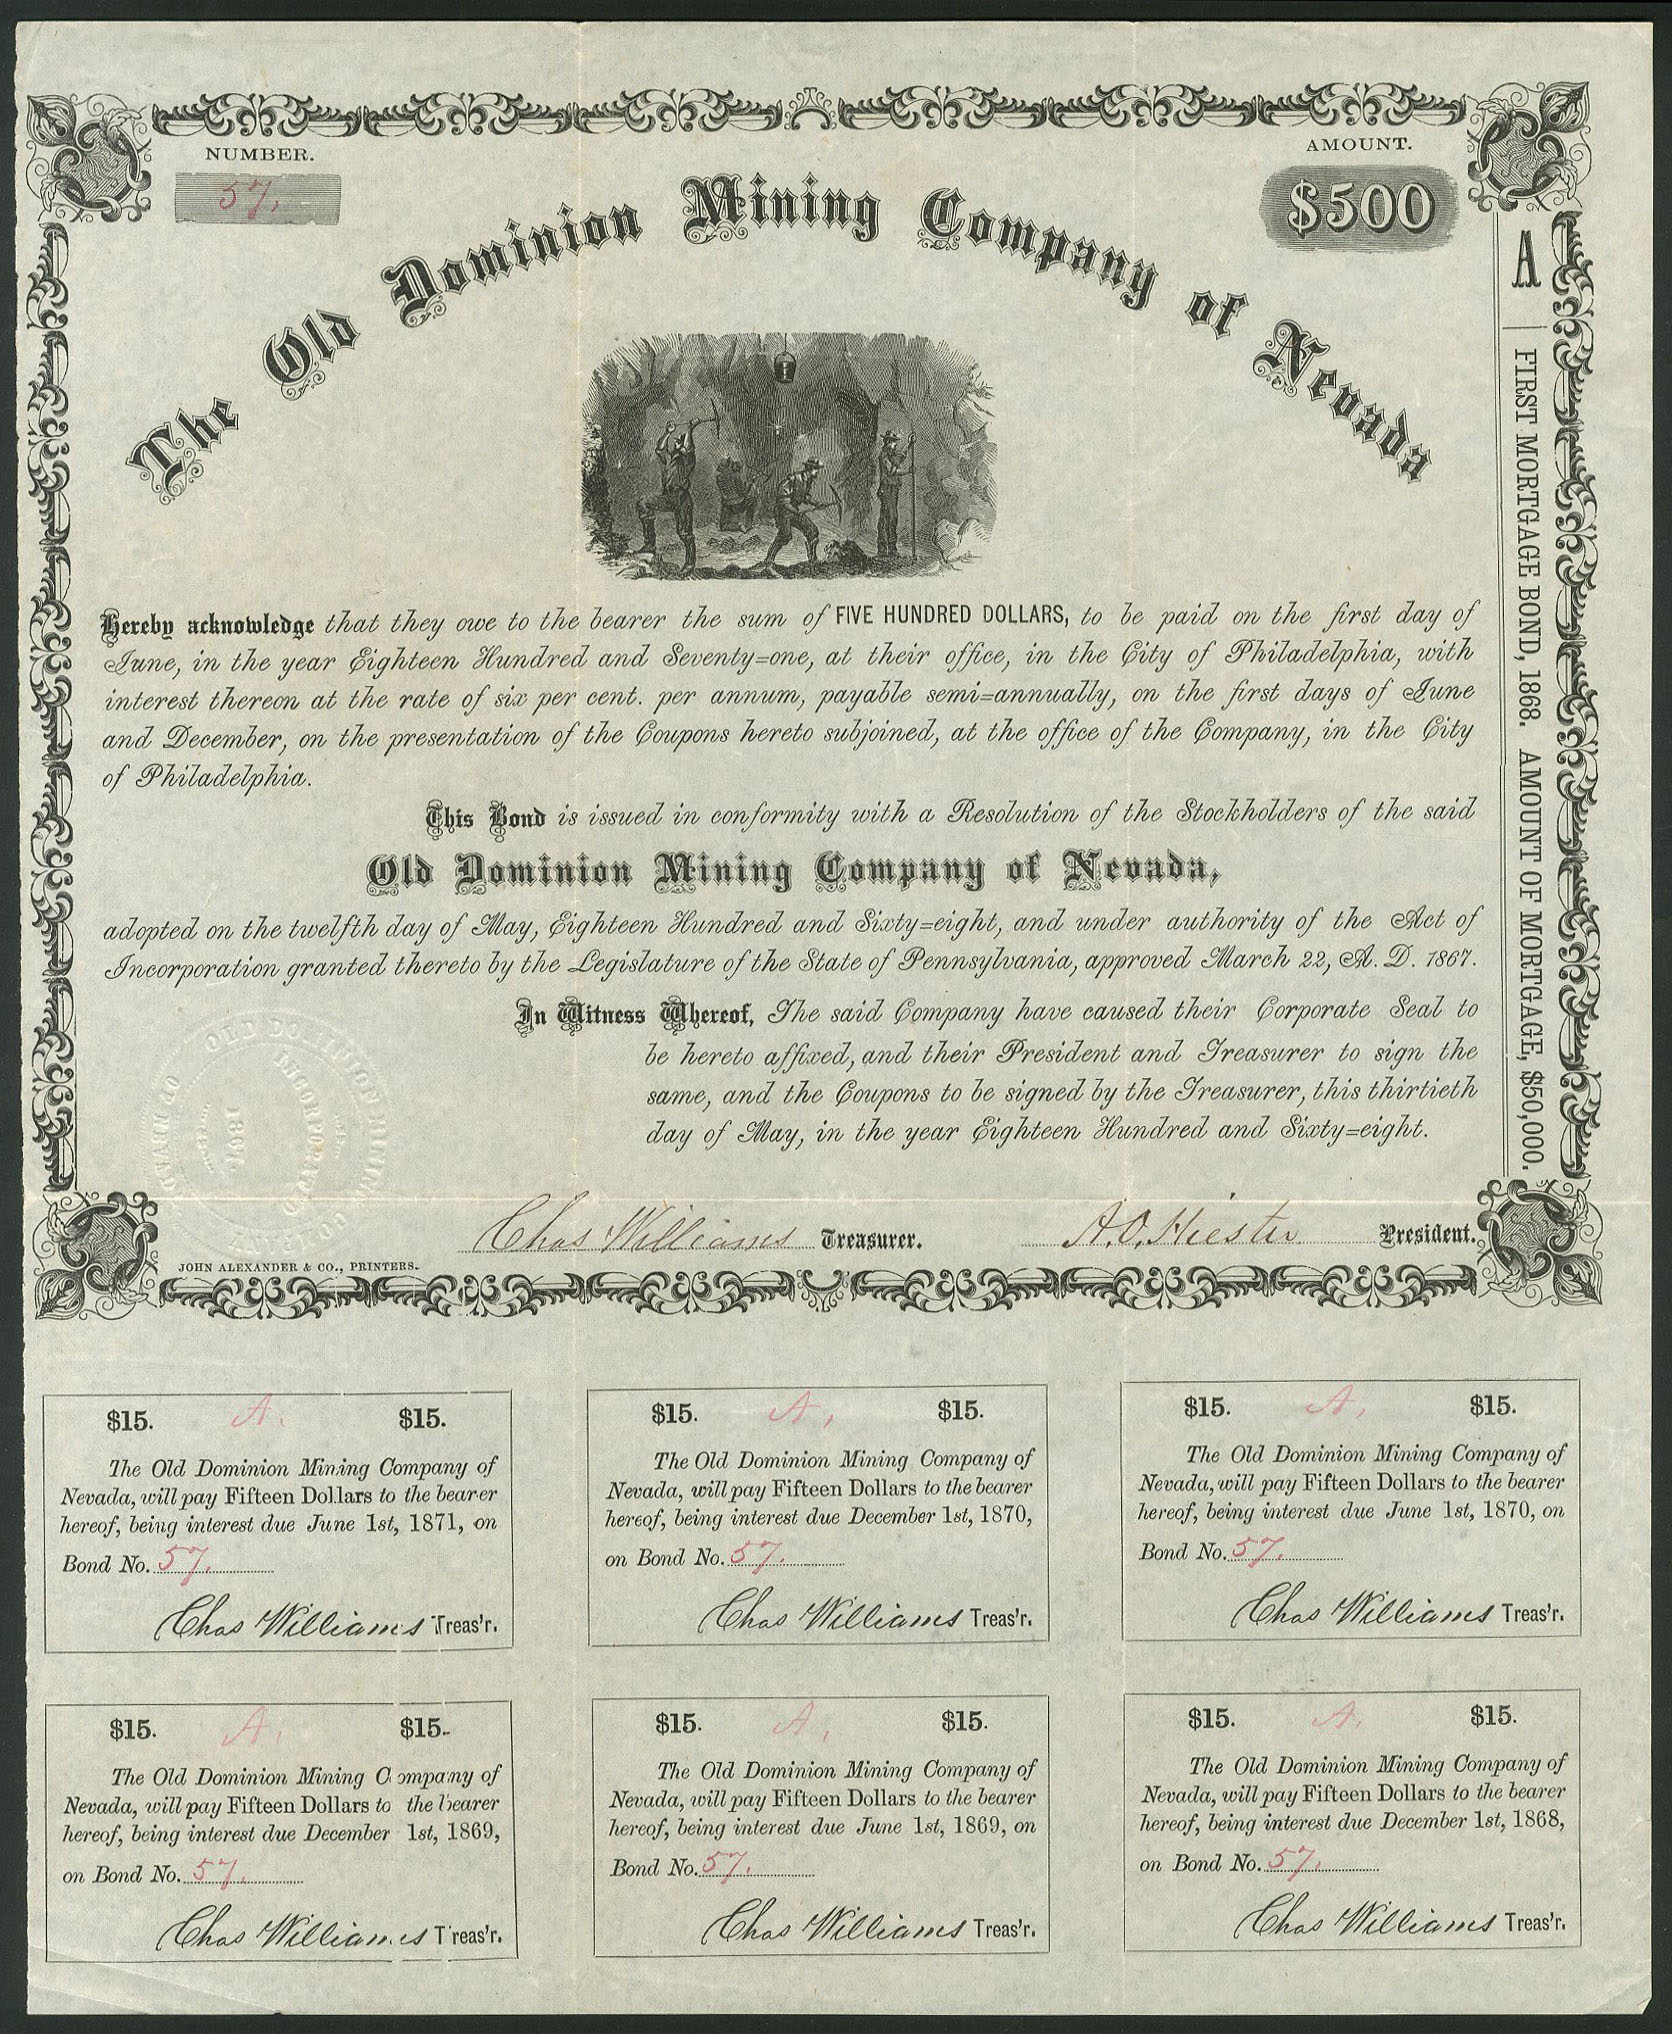 NUMBER.
57.
AMOUNT.
$500
The Old Dominion Mining Company of Nevada
A
FIRST MORTGAGE BOND, 1868. AMOUNT OF MORTGAGE, $50,000.
Hereby acknowledge that they owe to the bearer the sum of FIVE HUNDRED DOLLARS, to be paid on the first day of
June, in the year Eighteen Hundred and Seventy=one, at their office, in the City of Philadelphia, with
interest thereon at the rate of six per cent. per annum, payable semi=annually, on the first days of June
and December, on the presentation of the Coupons hereto subjoined, at the office of the Company, in the City
of Philadelphia.
This Bond is issued in conformity with a Resolution of the Stockholders of the said
Old Dominion Mining Company of Nevada,
adopted on the twelfth day of May, Eighteen Hundred and Sixty=eight, and under authority of the Act of
Incorporation granted thereto by the Legislature of the State of Pennsylvania, approved March 22, A. D. 1867.
In Witness Whereof, The said Company have caused their Corporate Seal to
be hereto affixed, and their President and Treasurer to sign the
same, and the Coupons to be signed by the Treasurer, this thirtieth
day of May, in the year Eighteen Hundred and Sixty=eight.
OLD DOMINION MINING CO
INCORPORATED
1867.
Chas Williams Treasurer.
A. O. Hiester President.
JOHN ALEXANDER & CO., PRINTERS.
$15. A. $15.
The Old Dominion Mining Company of
Nevada, will pay Fifteen Dollars to the bearer
hereof, being interest due June 1st, 1871, on
Bond No. 57.
Chas Williams Treas'r.
$15. A. $15.
The Old Dominion Mining Company of
Nevada, will pay Fifteen Dollars to the bearer
hereof, being interest due December 1st, 1870,
on Bond No. 57.
Chas Williams Treas'r.
$15. A. $15.
The Old Dominion Mining Company of
Nevada, will pay Fifteen Dollars to the bearer
hereof, being interest due June 1st, 1870, on
Bond No. 57.
Chas Williams Treas'r.
$15. A. $15.
The Old Dominion Mining Company of
Nevada, will pay Fifteen Dollars to the bearer
hereof, being interest due December 1st, 1869,
on Bond No. 57.
Chas Williams Treas'r.
$15. A. $15.
The Old Dominion Mining Company of
Nevada, will pay Fifteen Dollars to the bearer
hereof, being interest due June 1st, 1869, on
Bond No. 57.
Chas Williams Treas'r.
$15. A. $15.
The Old Dominion Mining Company of
Nevada, will pay Fifteen Dollars to the bearer
hereof, being interest due December 1st, 1868,
on Bond No. 57.
Chas Williams Treas'r.